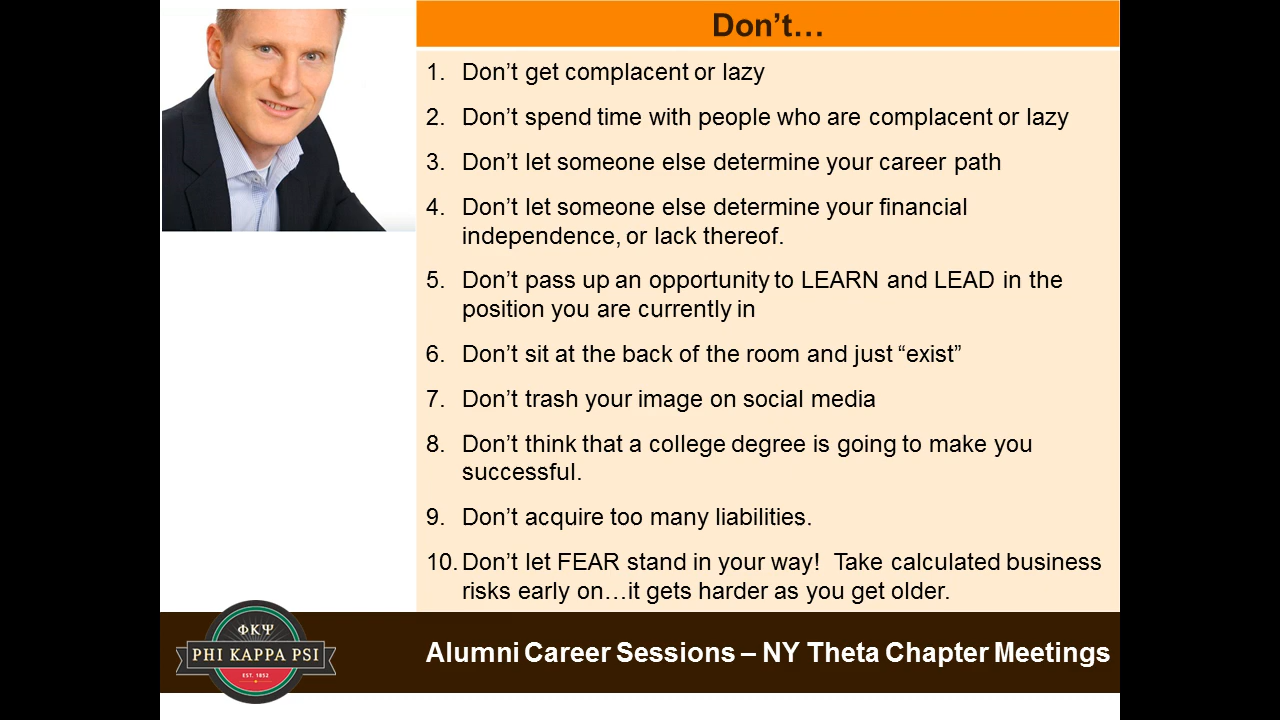 Don’t…
1. Don’t get complacent or lazy
2. Don’t spend time with people who are complacent or lazy
3. Don’t let someone else determine your career path
4. Don’t let someone else determine your financial
independence, or lack thereof.
5. Don’t pass up an opportunity to LEARN and LEAD in the
position you are currently in
6. Don’t sit at the back of the room and just “exist”
7. Don’t trash your image on social media
8. Don’t think that a college degree is going to make you
successful.
9. Don’t acquire too many liabilities.
10. Don’t let FEAR stand in your way!  Take calculated business
risks early on…it gets harder as you get older.
ΦΚΨ
PHI KAPPA PSI
EST. 1852
Alumni Career Sessions – NY Theta Chapter Meetings